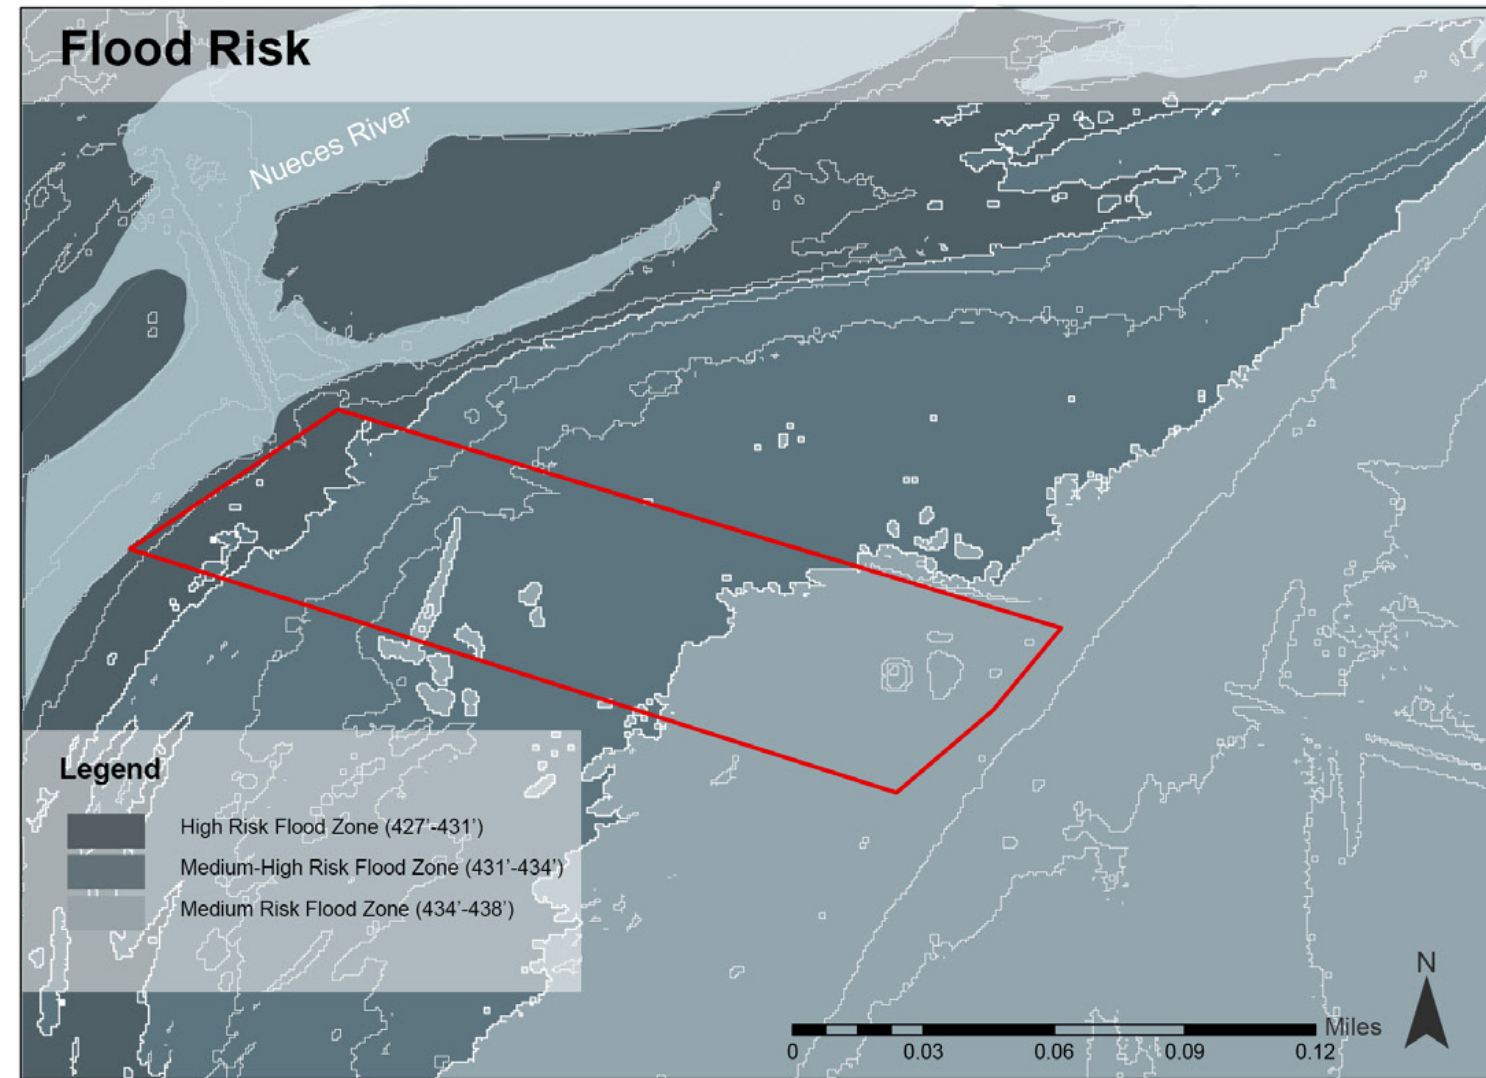 Flood Risk
Nueces River
Legend
High Risk Flood Zone (427’-431’)
Medium-High Risk Flood Zone (431’-434’)
Medium Risk Flood Zone (434’-438’)
N
Miles
0 0.03 0.06 0.09 0.12